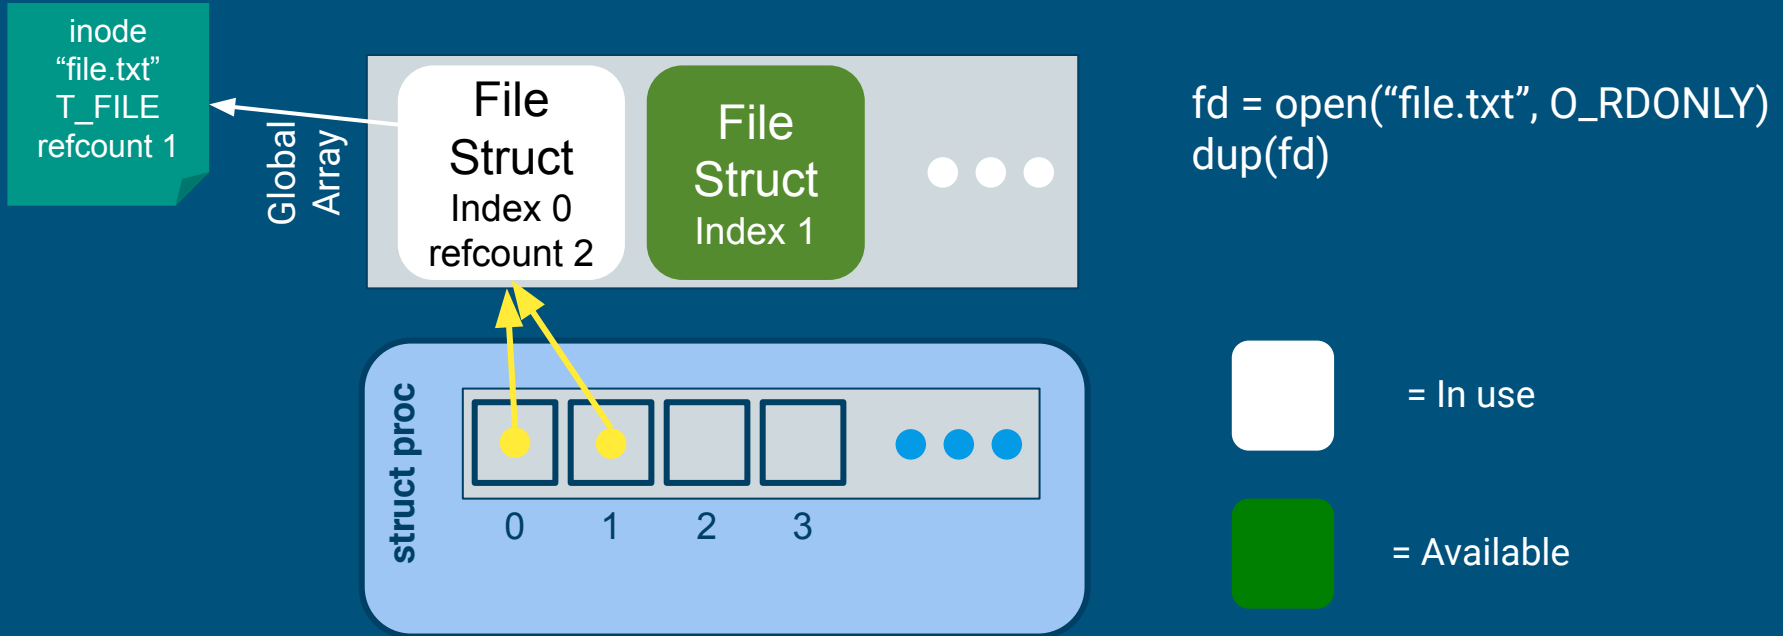 inode
“file.txt”
T_FILE
refcount 1
Global
Array
File
Struct
Index 0
refcount 2
File
Struct
Index 1
fd = open(“file.txt”, O_RDONLY)
dup(fd)
struct proc
0 1 2 3
= In use
= Available